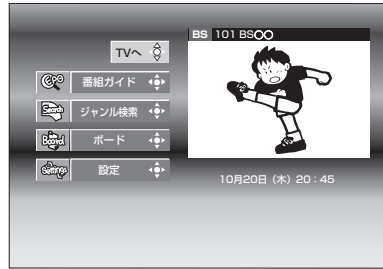 BS 101 BS○○
TVへ
EPG 番組ガイド
Search ジャンル検索
Board ボード
Settings 設定
10月20日（木）20：45